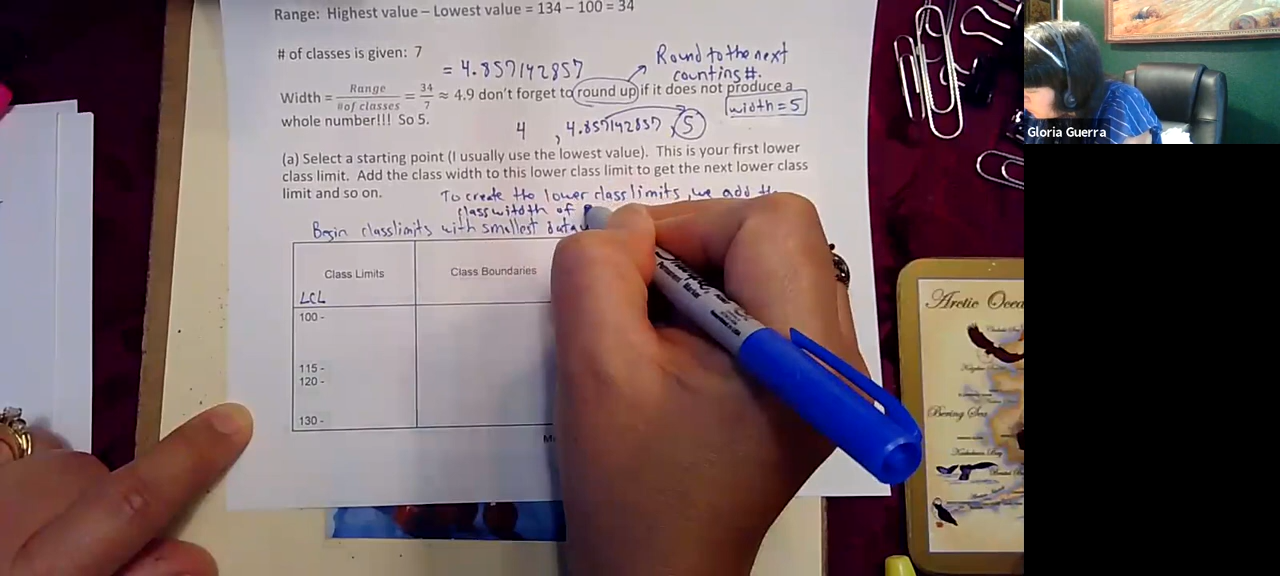 Range: Highest value – Lowest value = 134 – 100 = 34
# of classes is given: 7
= 4.857142857
Round to the next
counting #.
Width = Range / # of classes = 34 / 7 ≈ 4.9 don't forget to round up if it does not produce a
whole number!!! So 5.
width = 5
4 , 4.857142857, 5
(a) Select a starting point (I usually use the lowest value). This is your first lower
class limit. Add the class width to this lower class limit to get the next lower class
limit and so on.
To create the lower class limits, we add the
class witdth of
Begin class limits with smallest data
Class Limits
Class Boundaries
LCL
100 -
115 -
120 -
130 -
Gloria Guerra
Arctic Ocea
Bering Sea